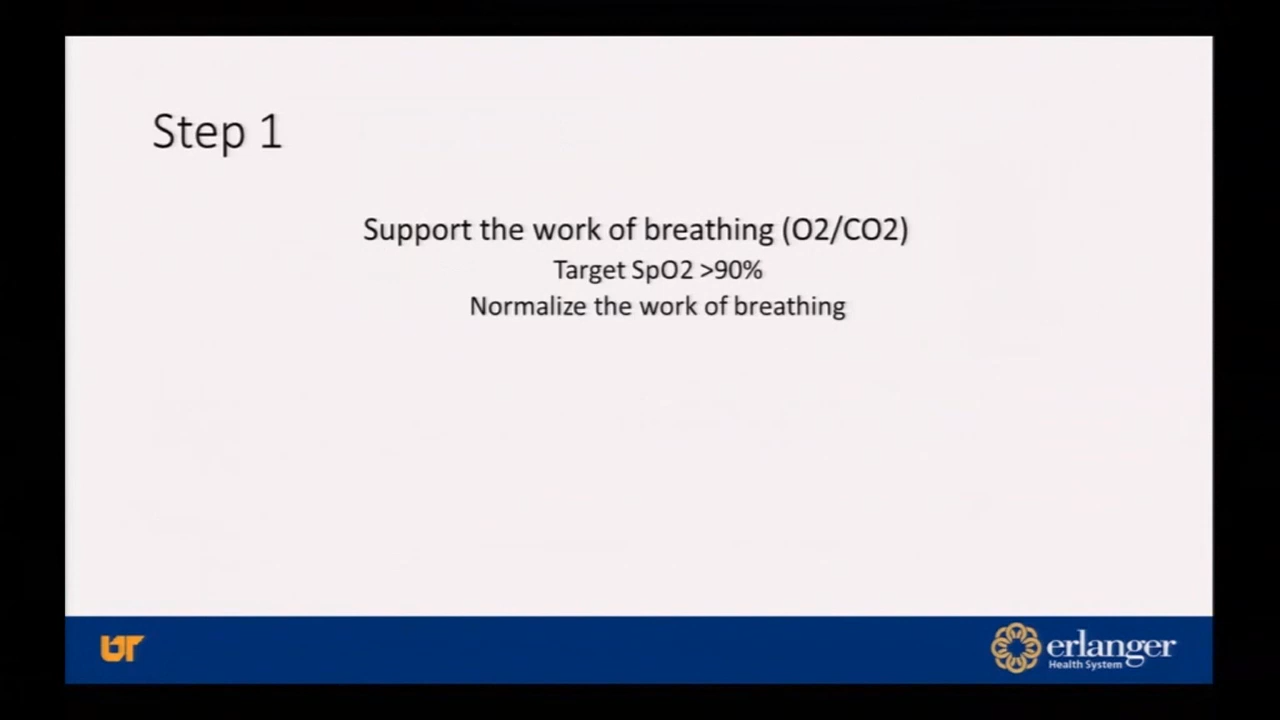 Step 1
Support the work of breathing (O2/CO2)
Target SpO2 >90%
Normalize the work of breathing
UT
erlanger
Health System